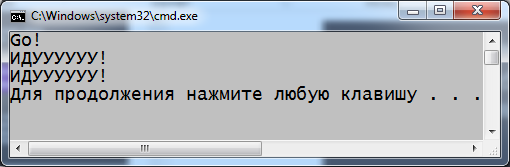 C:\Windows\system32\cmd.exe
Go!
ИДУУУУУУ!
ИДУУУУУУ!
Для продолжения нажмите любую клавишу . . .